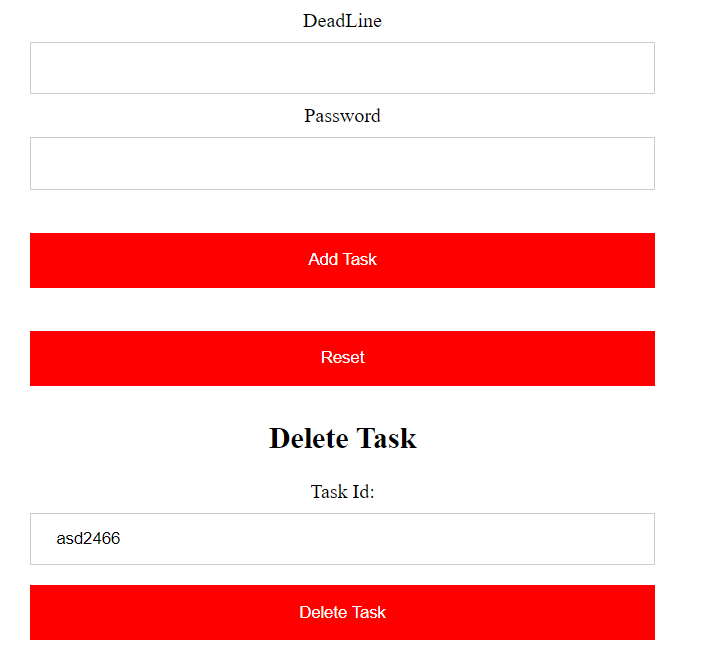 DeadLine
Password
Add Task
Reset
Delete Task
Task Id:
asd2466
Delete Task